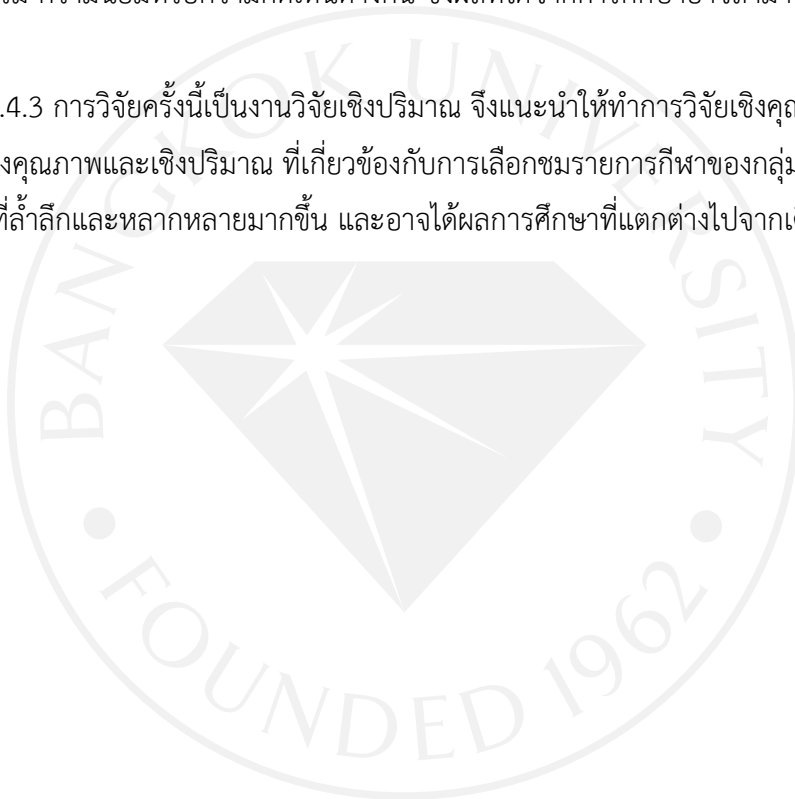 .4.3 การวิจัยครั้งนี้เป็นงานวิจัยเชิงปริมาณ จึงแนะนำให้ทำการวิจัยเชิงคุณ
งคุณภาพและเชิงปริมาณ ที่เกี่ยวข้องกับการเลือกชมรายการกีฬาของกลุ่ม
ที่ล้ำลึกและหลากหลายมากขึ้น และอาจได้ผลการศึกษาที่แตกต่างไปจากเ
BANGKOK UNIVERSITY
FOUNDED 1962